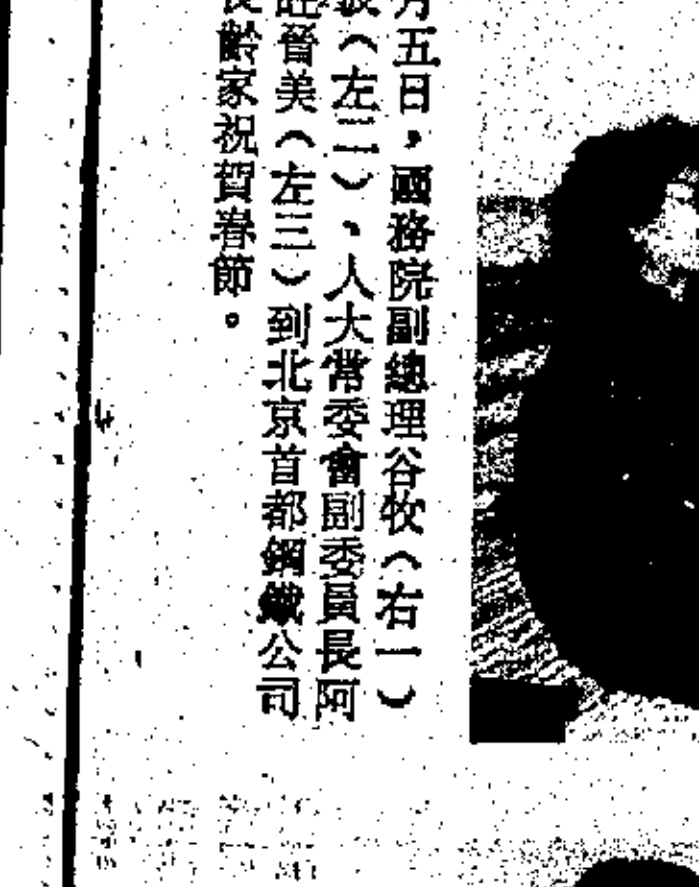 月五日，國務院副總理谷牧（右一）
波（左二）、人大常委會副委員長阿
旺晉美（左三）到北京首都鋼鐵公司
長齡家祝賀春節。